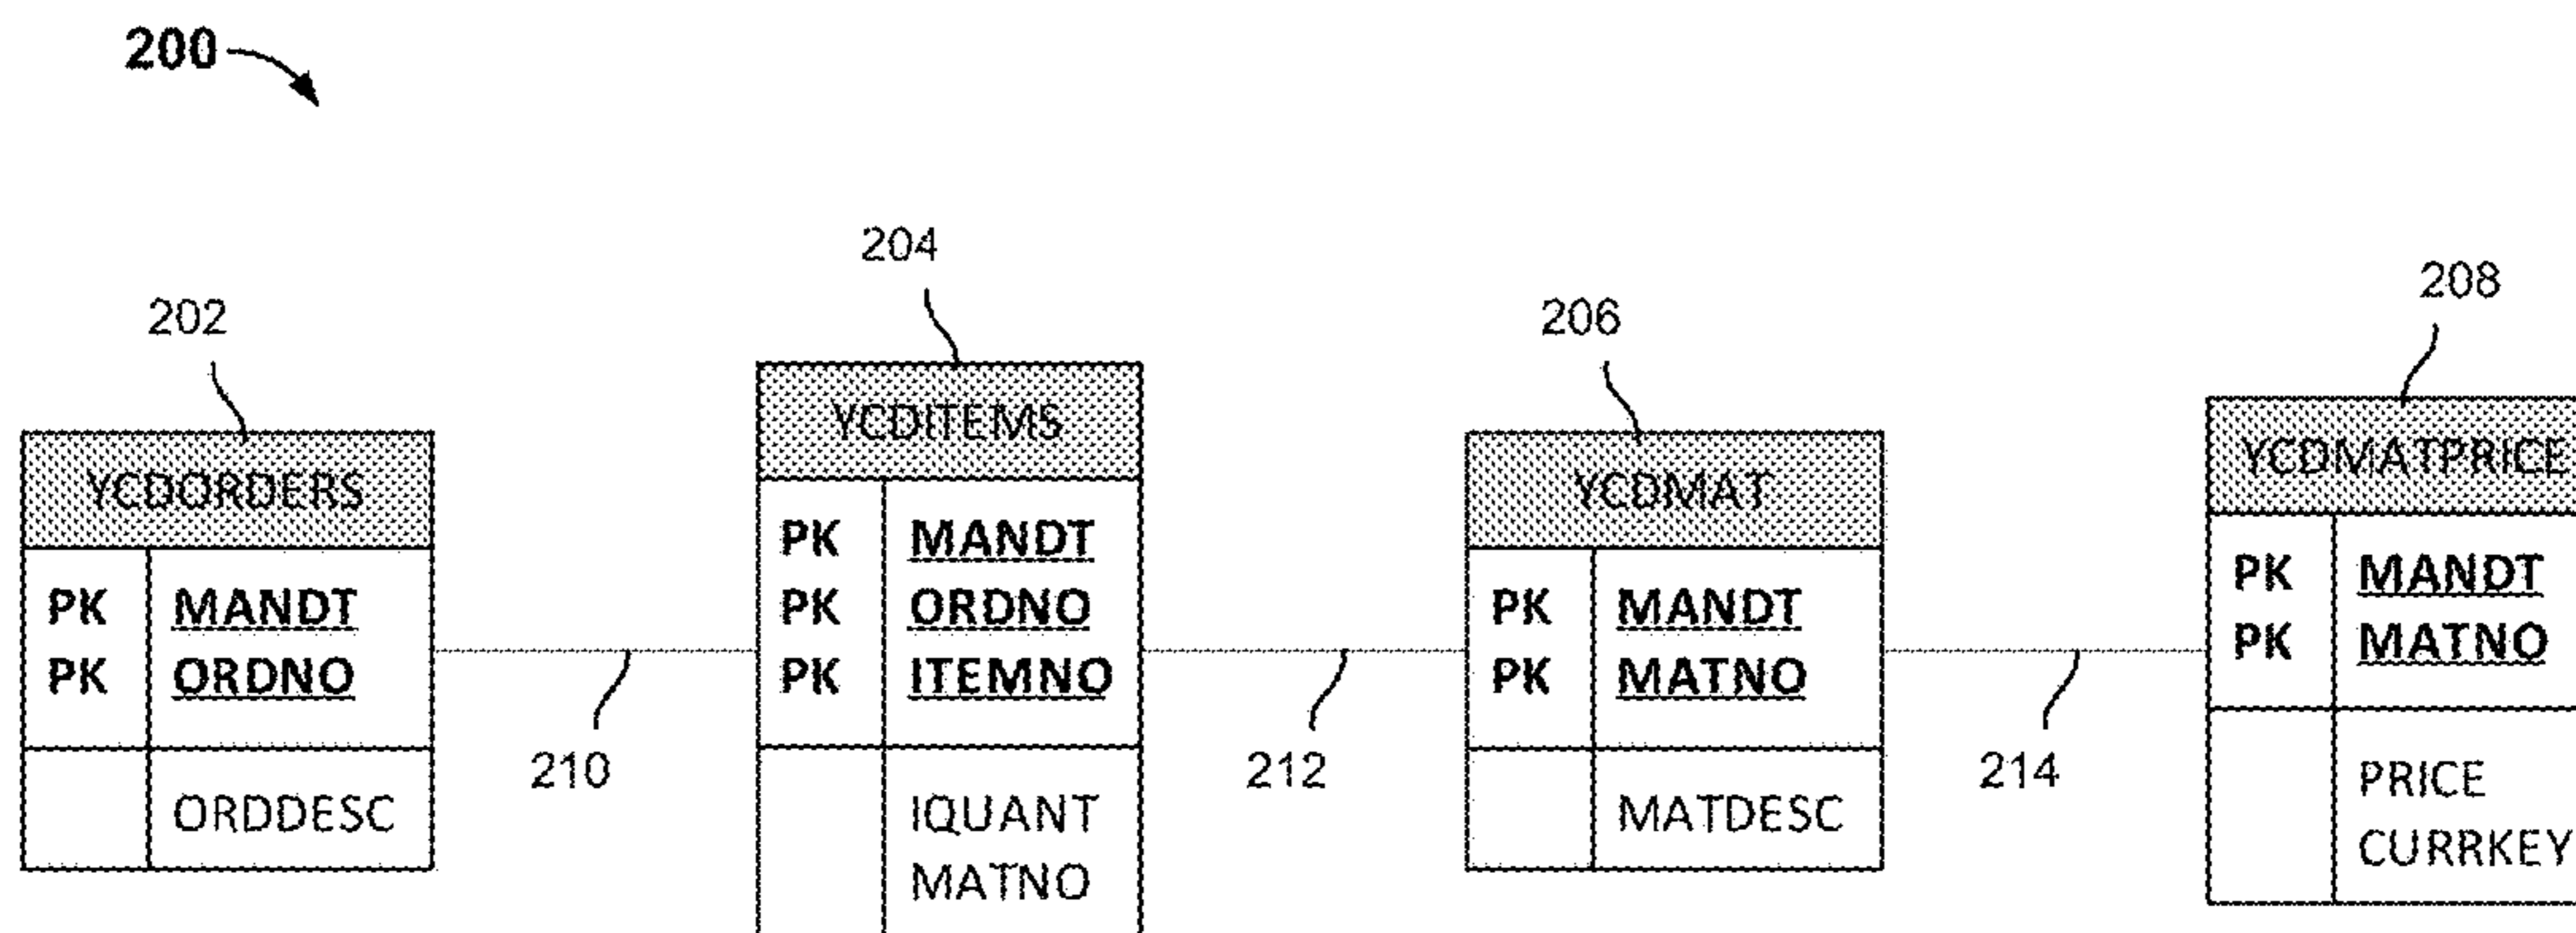 200
202
YCDORDERS
PK MANDT
PK ORDNO
ORDDESC
210
204
YCDITEMS
PK MANDT
PK ORDNO
PK ITEMNO
IQUANT
MATNO
212
206
YCDMAT
PK MANDT
PK MATNO
MATDESC
214
208
YCDMATPRICE
PK MANDT
PK MATNO
PRICE
CURRKEY